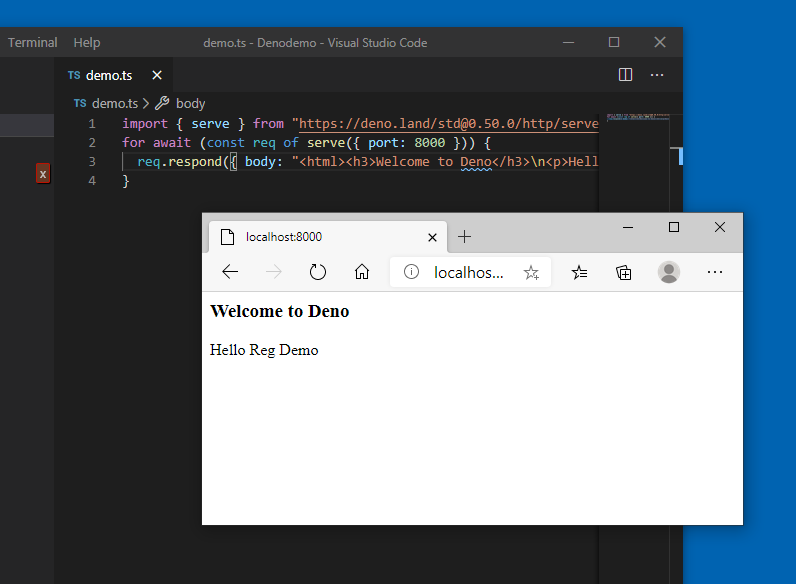 Terminal Help demo.ts - Denodemo - Visual Studio Code
TS demo.ts
TS demo.ts > body
1 import { serve } from "https://deno.land/std@0.50.0/http/serve
2 for await (const req of serve({ port: 8000 })) {
3 req.respond({ body: "<html><h3>Welcome to Deno</h3>\n<p>Hell
4 }
x
localhost:8000
localhos...
Welcome to Deno
Hello Reg Demo